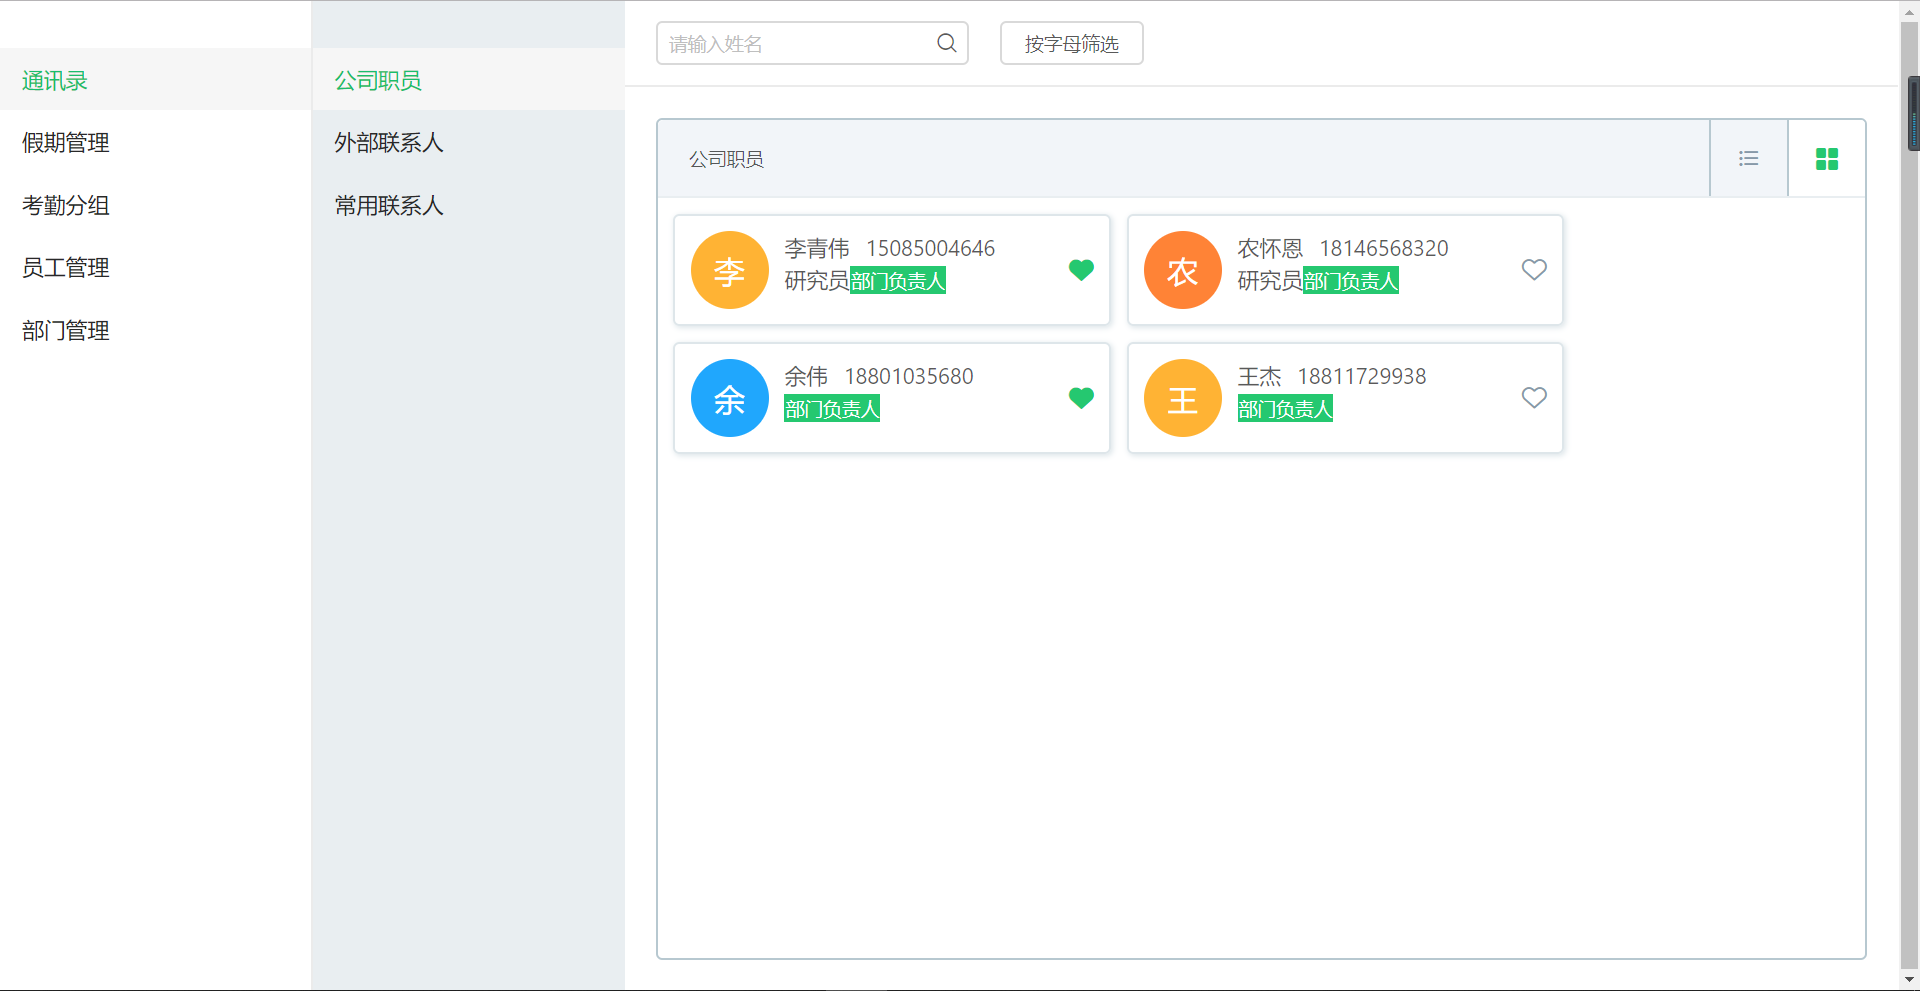 通讯录
假期管理
考勤分组
员工管理
部门管理
公司职员
外部联系人
常用联系人
请输入姓名
按字母筛选
公司职员
李
李青伟 15085004646
研究员部门负责人
农
农怀恩 18146568320
研究员部门负责人
余
余伟 18801035680
部门负责人
王
王杰 18811729938
部门负责人